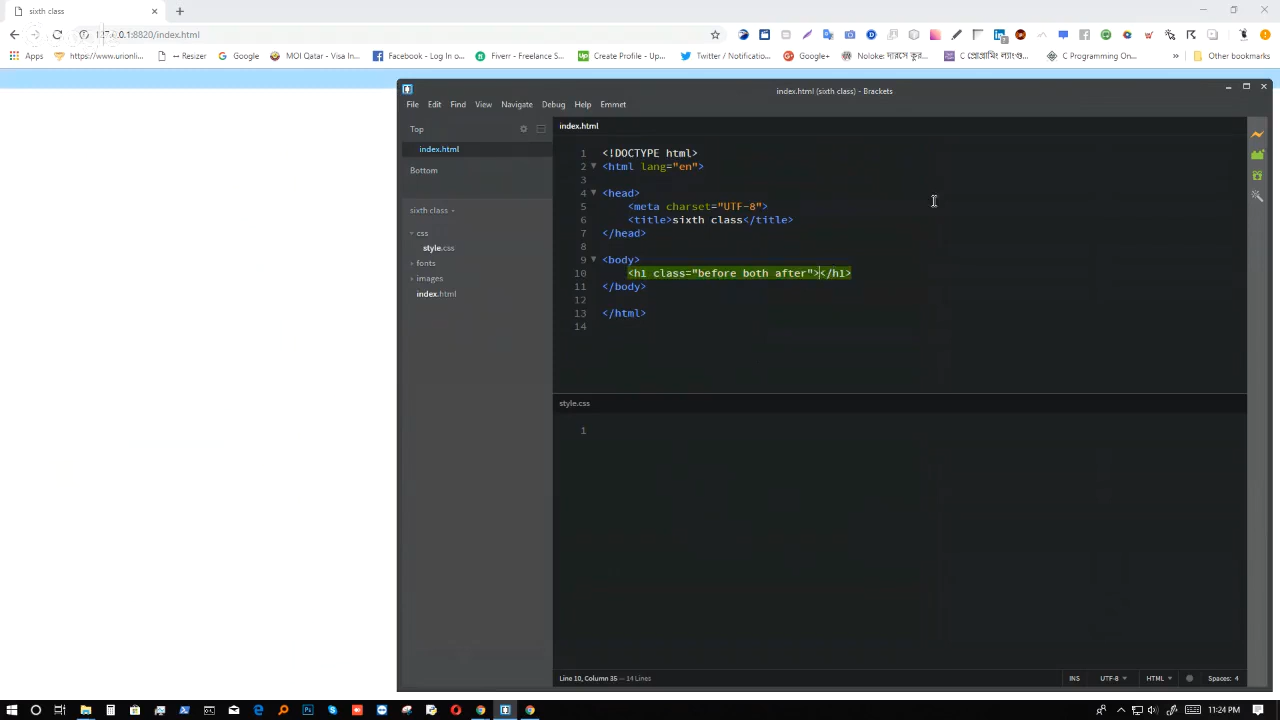 sixth class
0.1:8820/index.html
Apps
https://www.urionli...
↔ Resizer
Google
MOI Qatar - Visa In...
Facebook - Log In o...
Fiverr - Freelance S...
Create Profile - Up...
Twitter / Notificatio...
Google+
C Programming On...
Other bookmarks
index.html (sixth class) - Brackets
File Edit Find View Navigate Debug Help Emmet
Top
index.html
Bottom
sixth class
css
style.css
fonts
images
index.html
index.html
1 <!DOCTYPE html>
2 <html lang="en">
3
4 <head>
5 <meta charset="UTF-8">
6 <title>sixth class</title>
7 </head>
8
9 <body>
10 <h1 class="before both after"></h1>
11 </body>
12
13 </html>
14
style.css
1
Line 10, Column 35 — 14 Lines
INS UTF-8 HTML Spaces: 4
11:24 PM